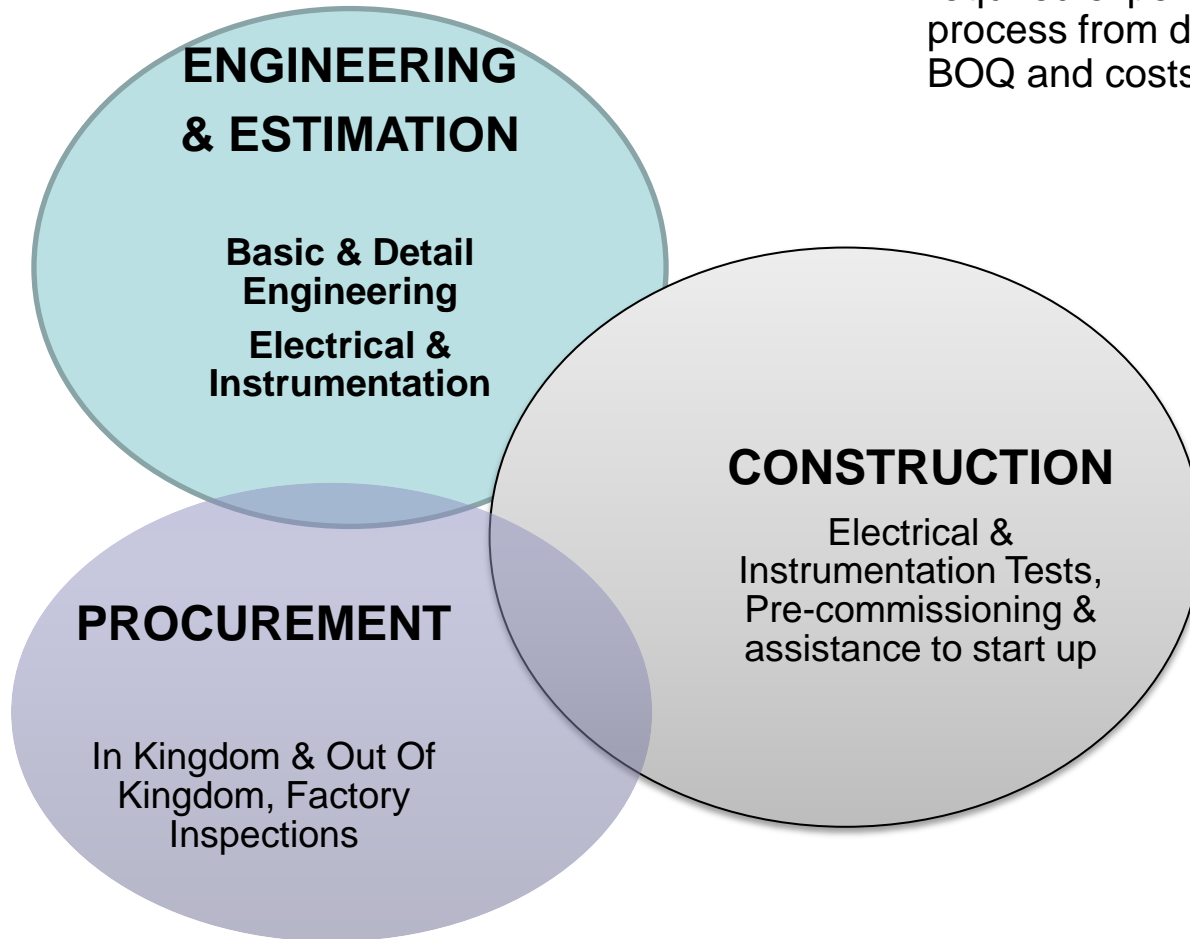 process from d
BOQ and costs
ENGINEERING
& ESTIMATION
Basic & Detail
Engineering
Electrical &
Instrumentation
CONSTRUCTION
Electrical &
Instrumentation Tests,
Pre-commissioning &
assistance to start up
PROCUREMENT
In Kingdom & Out Of
Kingdom, Factory
Inspections